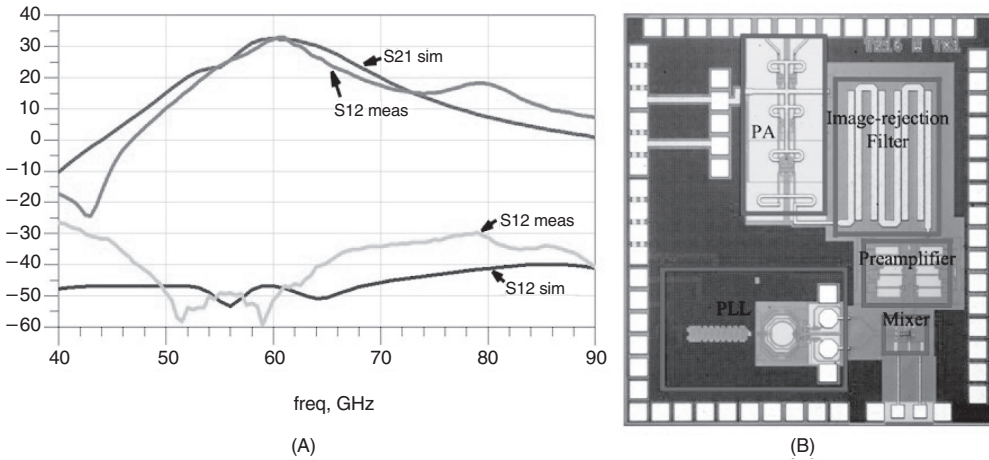 40
30
20
10
0
−10
−20
−30
−40
−50
−60
40
50
60
70
80
90
S21 sim
S12 meas
S12 meas
S12 sim
freq, GHz
(A)
PA
Image-rejection
Filter
Preamplifier
PLL
Mixer
(B)